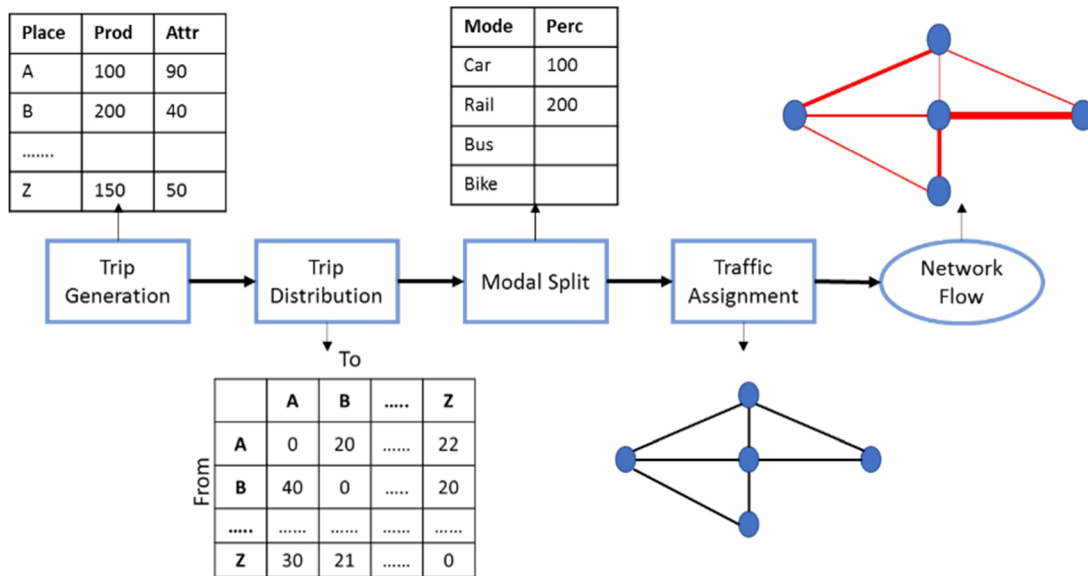 Place Prod Attr
A 100 90
B 200 40
.......
Z 150 50
Mode Perc
Car 100
Rail 200
Bus
Bike
Trip
Generation
Trip
Distribution
Modal Split
Traffic
Assignment
Network
Flow
To
From
A B ..... Z
A 0 20 ...... 22
B 40 0 ..... 20
..... ...... ...... ...... ......
Z 30 21 ...... 0